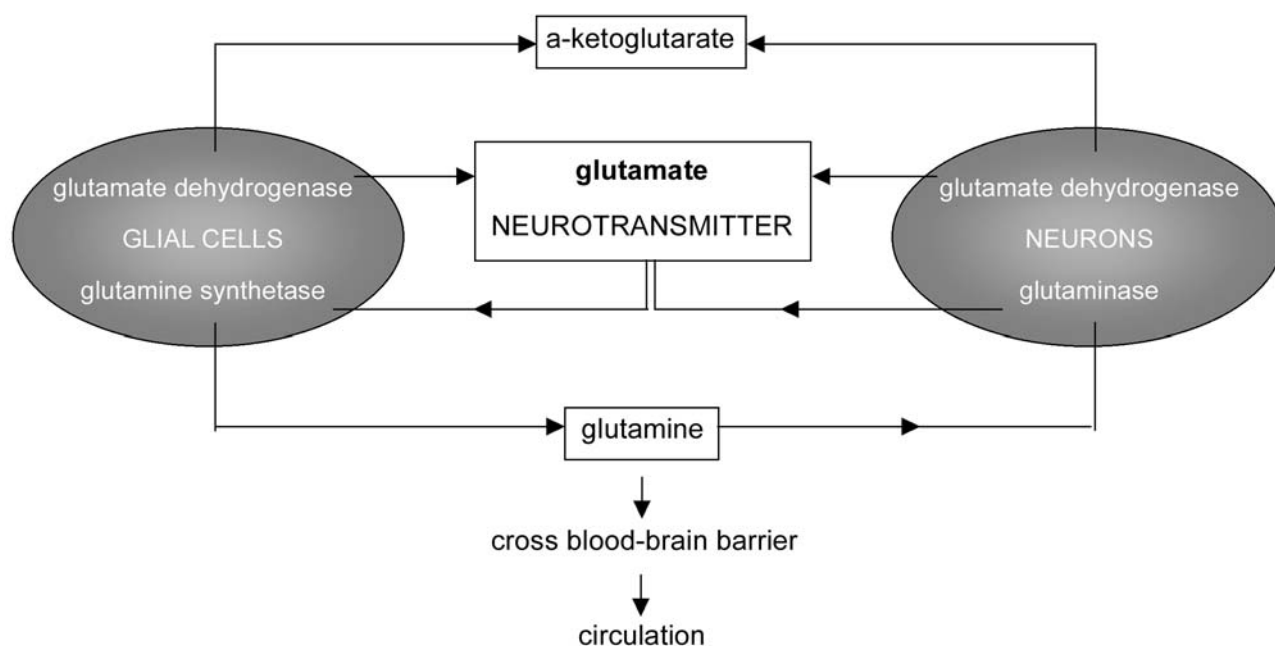 a-ketoglutarate
glutamate dehydrogenase
GLIAL CELLS
glutamine synthetase
glutamate
NEUROTRANSMITTER
glutamate dehydrogenase
NEURONS
glutaminase
glutamine
cross blood-brain barrier
circulation